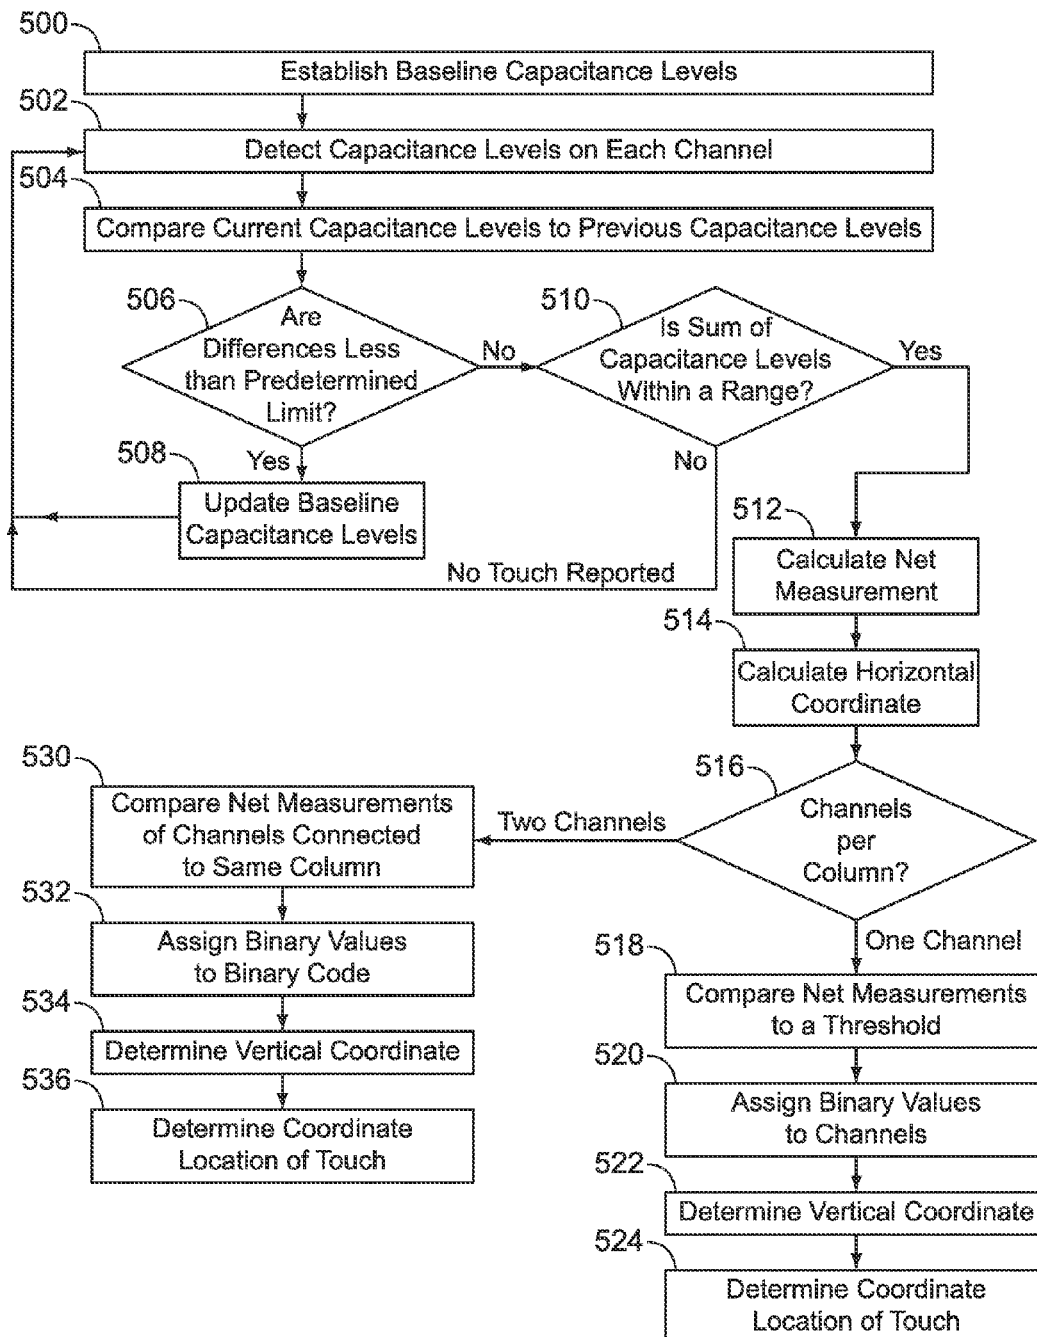 500
Establish Baseline Capacitance Levels
502
Detect Capacitance Levels on Each Channel
504
Compare Current Capacitance Levels to Previous Capacitance Levels
506
Are
Differences Less
than Predetermined
Limit?
No
Yes
510
Is Sum of
Capacitance Levels
Within a Range?
Yes
No
508
Update Baseline
Capacitance Levels
No Touch Reported
512
Calculate Net
Measurement
514
Calculate Horizontal
Coordinate
516
Channels
per
Column?
Two Channels
One Channel
530
Compare Net Measurements
of Channels Connected
to Same Column
532
Assign Binary Values
to Binary Code
534
Determine Vertical Coordinate
536
Determine Coordinate
Location of Touch
518
Compare Net Measurements
to a Threshold
520
Assign Binary Values
to Channels
522
Determine Vertical Coordinate
524
Determine Coordinate
Location of Touch